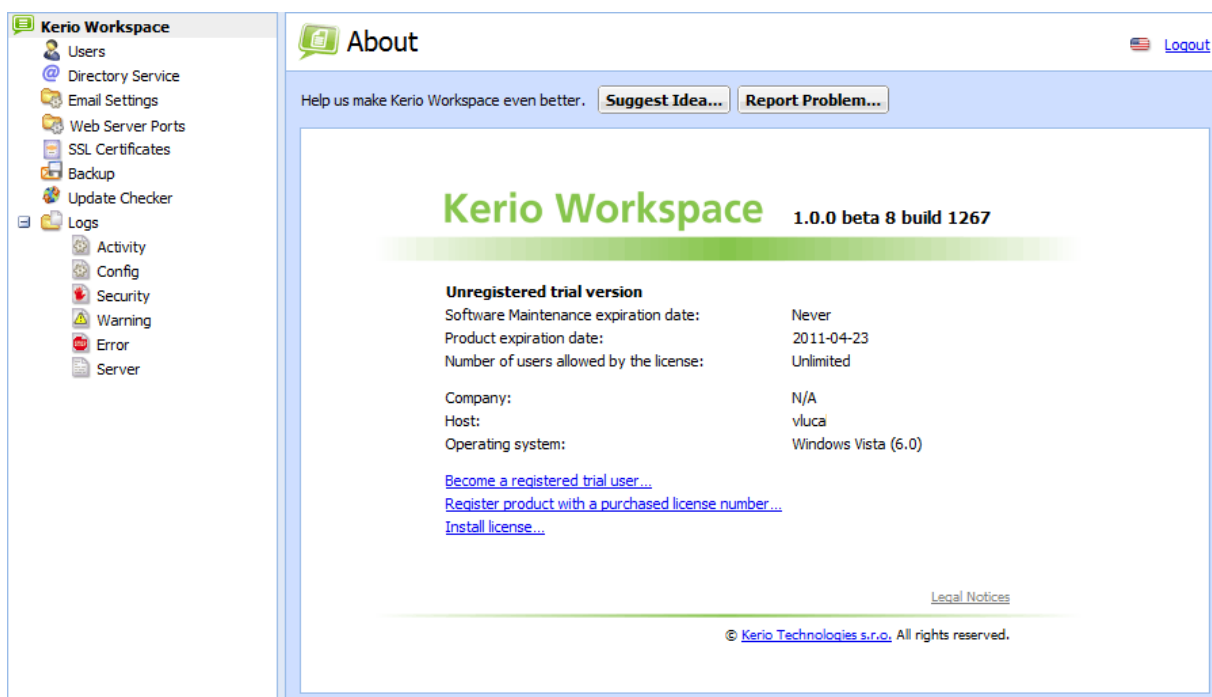 Kerio Workspace
Users
Directory Service
Email Settings
Web Server Ports
SSL Certificates
Backup
Update Checker
Logs
Activity
Config
Security
Warning
Error
Server
About
Logout
Help us make Kerio Workspace even better. Suggest Idea... Report Problem...
Kerio Workspace 1.0.0 beta 8 build 1267
Unregistered trial version
Software Maintenance expiration date: Never
Product expiration date: 2011-04-23
Number of users allowed by the license: Unlimited
Company: N/A
Host: vluca
Operating system: Windows Vista (6.0)
Become a registered trial user...
Register product with a purchased license number...
Install license...
Legal Notices
© Kerio Technologies s.r.o. All rights reserved.